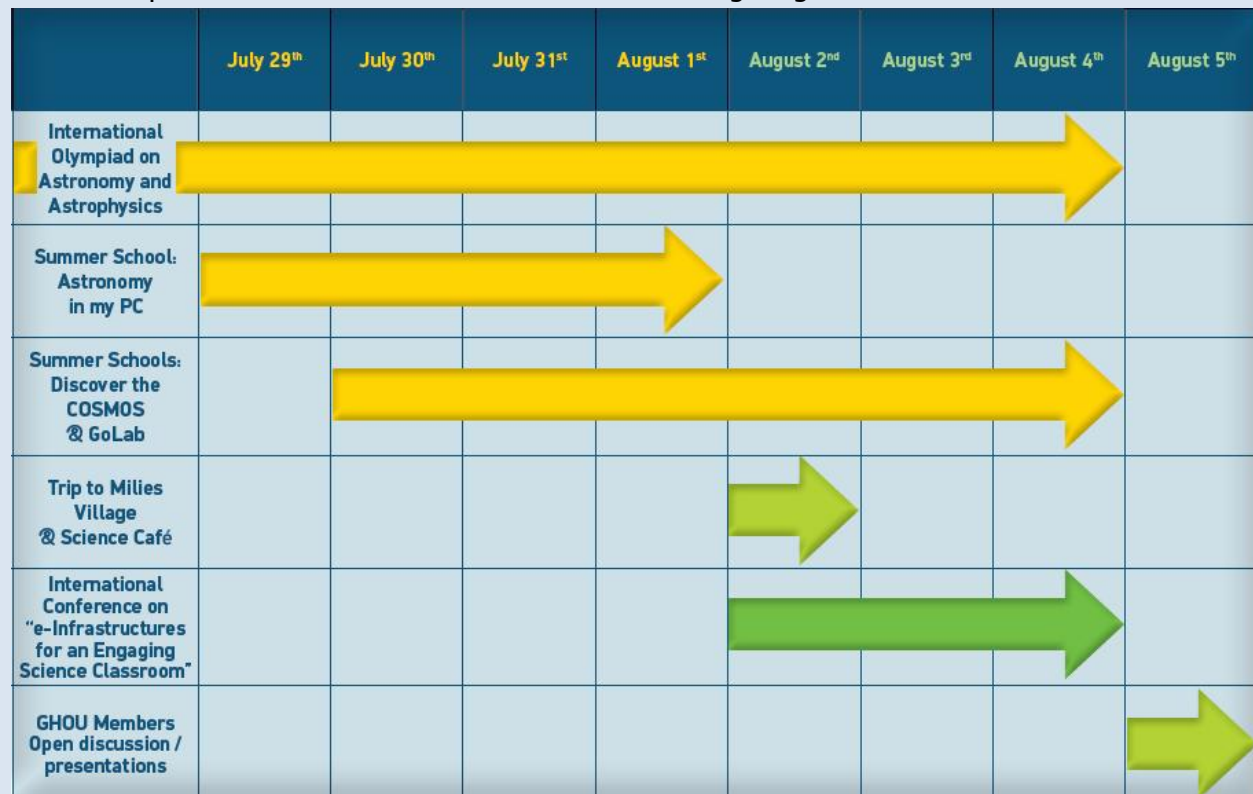 July 29th
July 30th
July 31st
August 1st
August 2nd
August 3rd
August 4th
August 5th
International
Olympiad on
Astronomy and
Astrophysics
Summer School:
Astronomy
in my PC
Summer Schools:
Discover the
COSMOS
& GoLab
Trip to Milies
Village
& Science Café
International
Conference on
“e-Infrastructures
for an Engaging
Science Classroom”
GHOU Members
Open discussion /
presentations